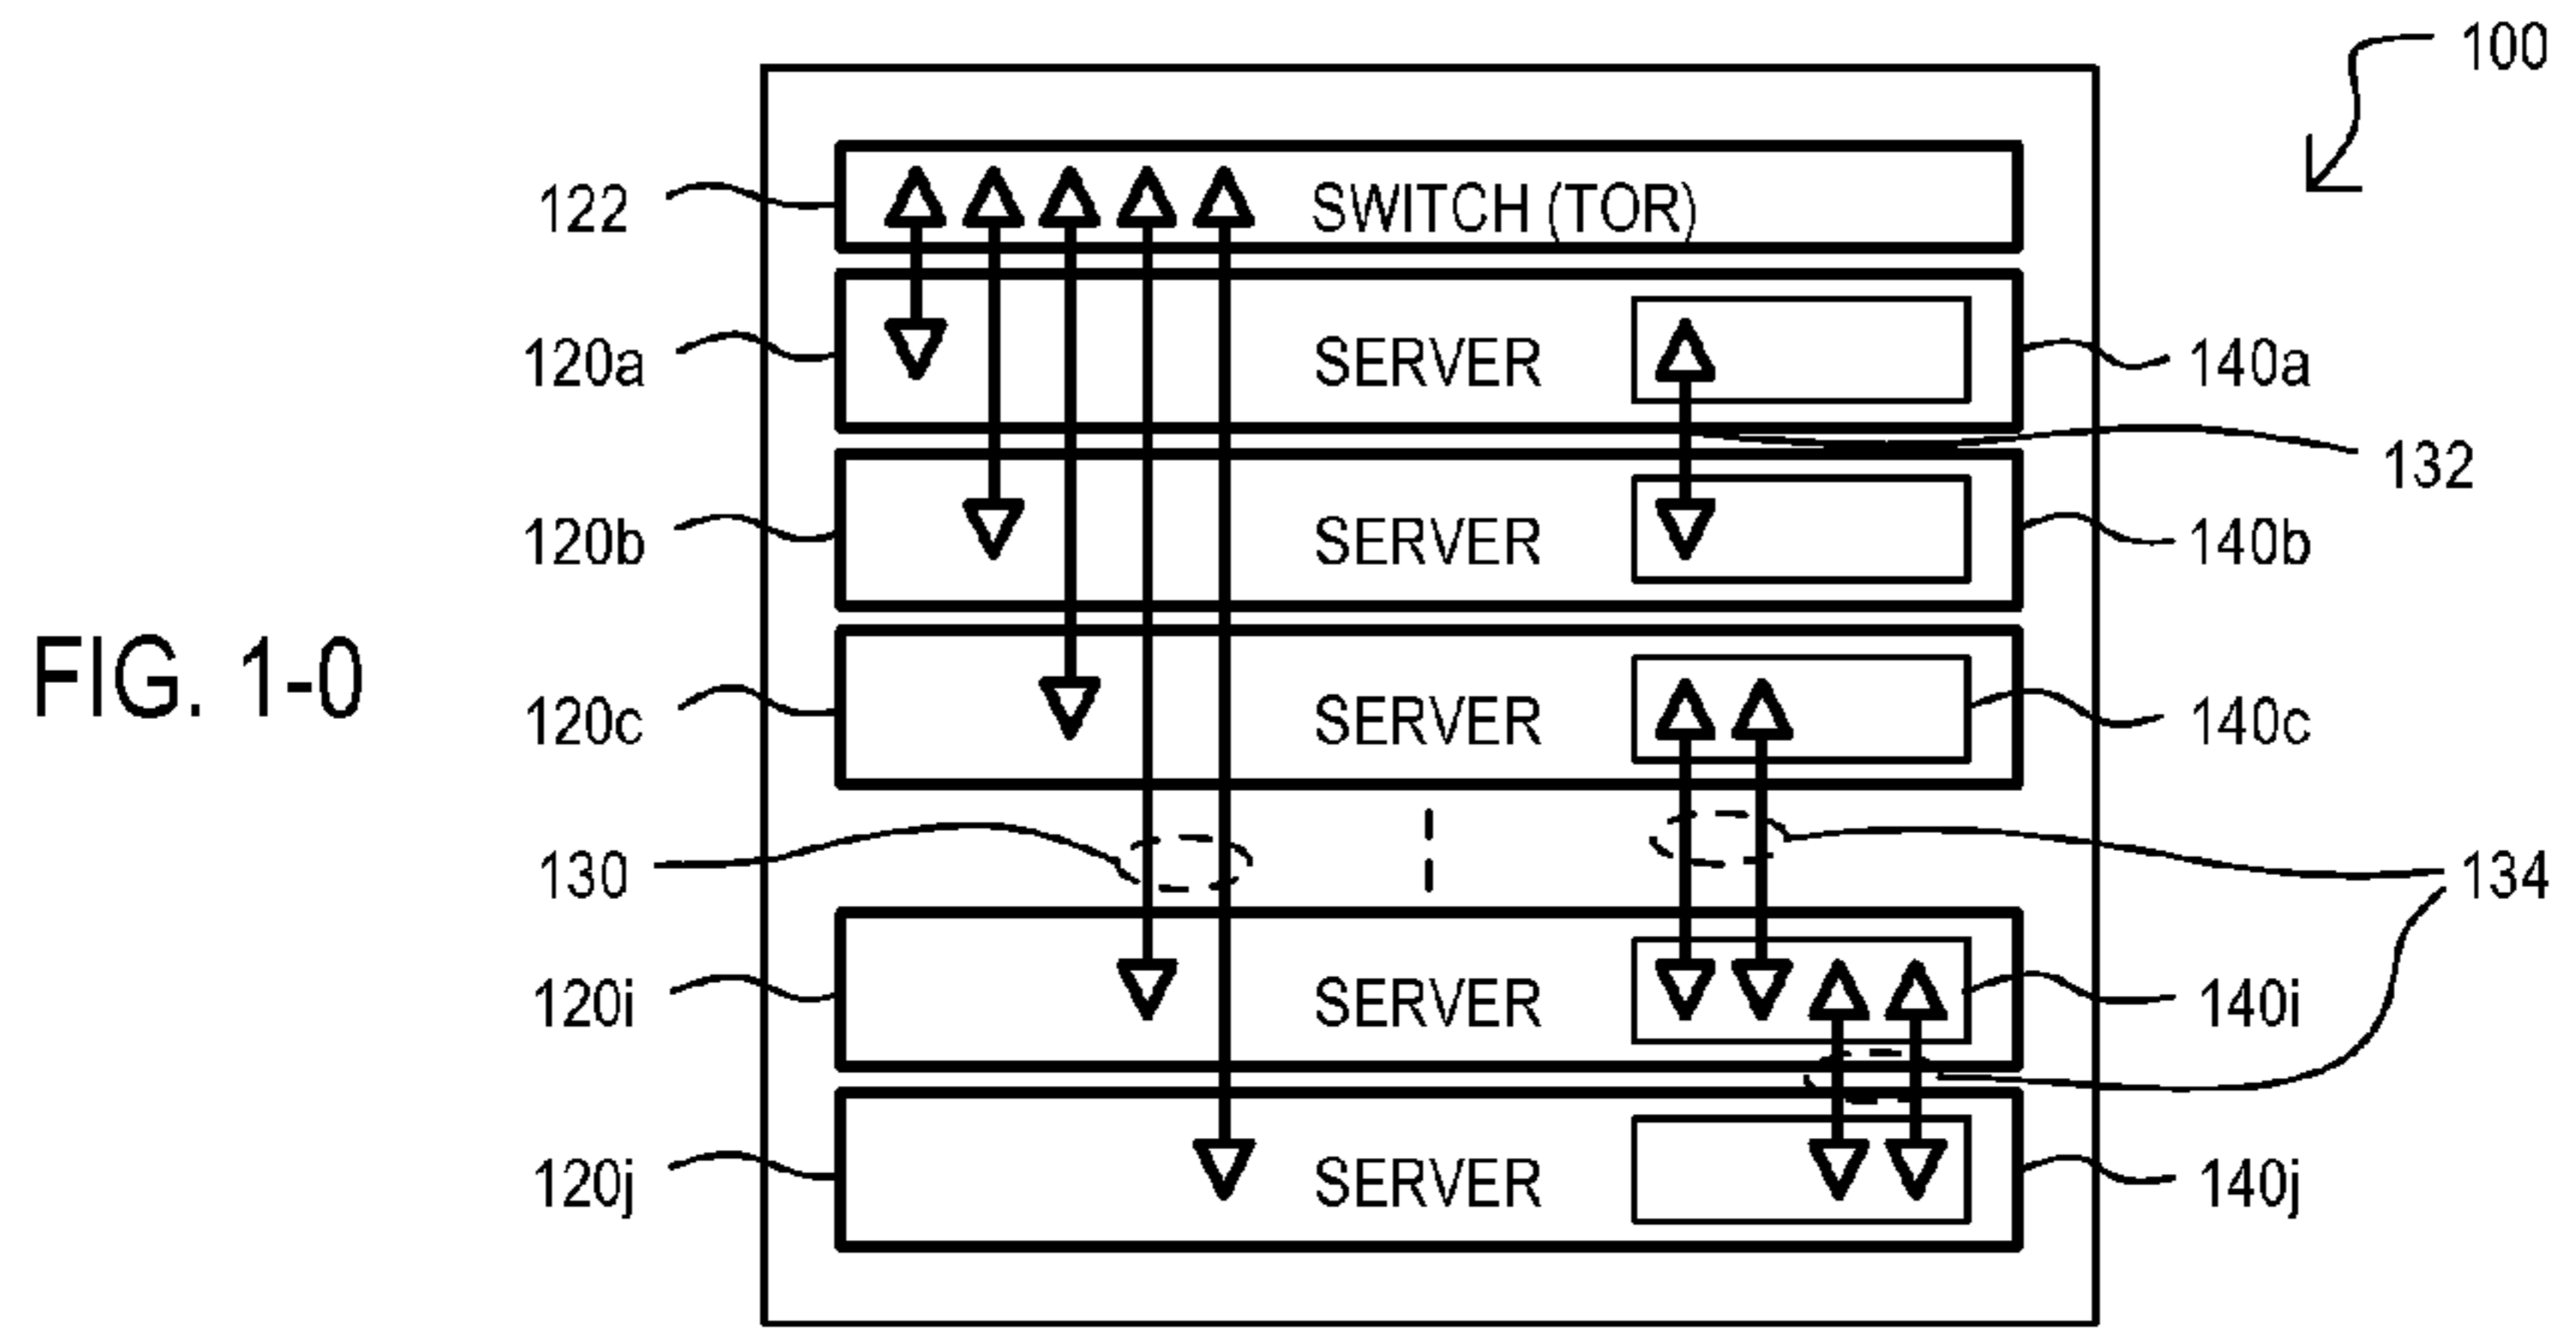 100
122
SWITCH (TOR)
120a
SERVER
140a
132
120b
SERVER
140b
FIG. 1-0
120c
SERVER
140c
130
134
120i
SERVER
140i
120j
SERVER
140j